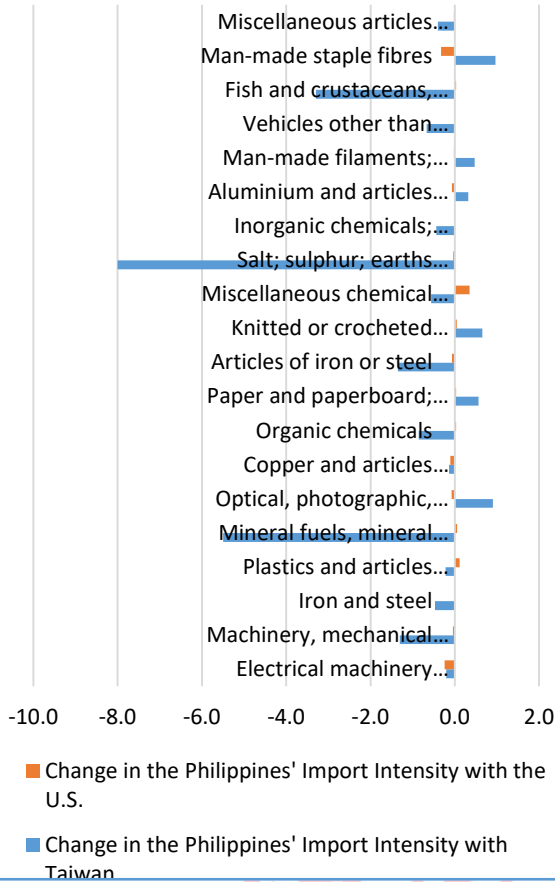 Miscellaneous articles…
Man-made staple fibres
Fish and crustaceans,…
Vehicles other than…
Man-made filaments;…
Aluminium and articles…
Inorganic chemicals;…
Salt; sulphur; earths…
Miscellaneous chemical…
Knitted or crocheted…
Articles of iron or steel
Paper and paperboard;…
Organic chemicals
Copper and articles…
Optical, photographic,…
Mineral fuels, mineral…
Plastics and articles…
Iron and steel
Machinery, mechanical…
Electrical machinery…
-10.0 -8.0 -6.0 -4.0 -2.0 0.0 2.0
Change in the Philippines' Import Intensity with the
U.S.
Change in the Philippines' Import Intensity with
Taiwan